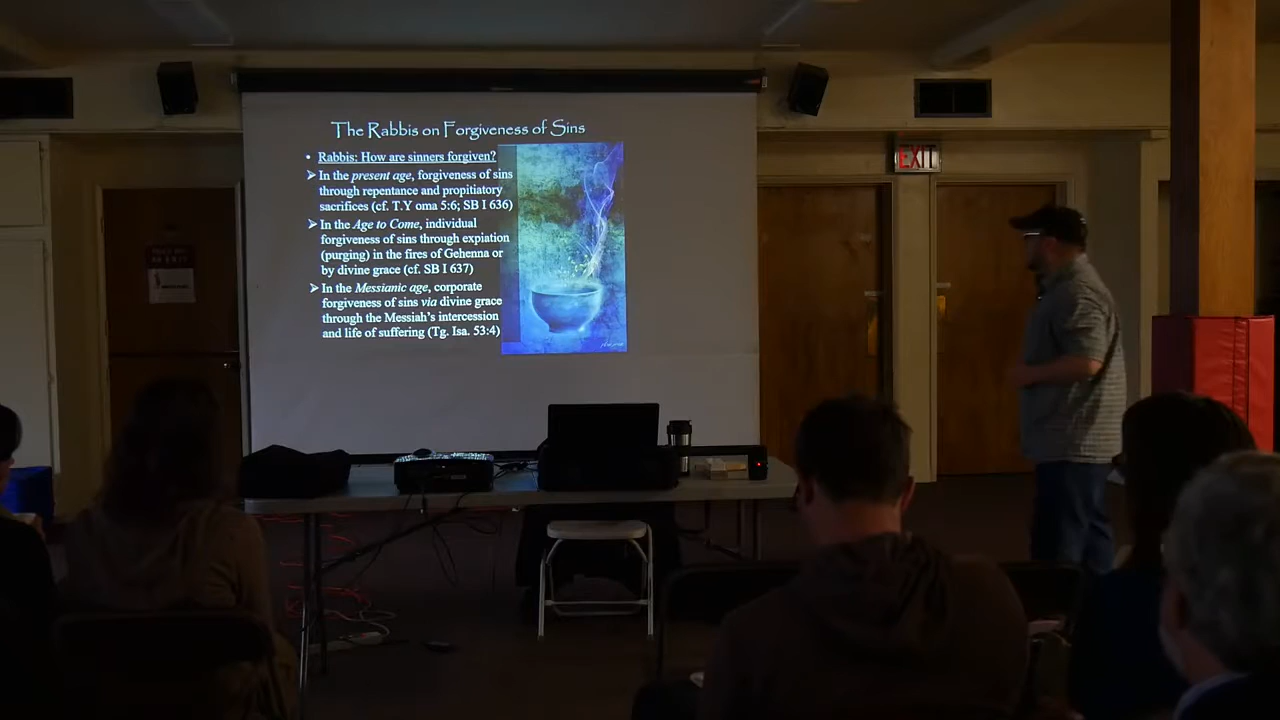 The Rabbis on Forgiveness of Sins
• Rabbis: How are sinners forgiven?
➢ In the present age, forgiveness of sins
through repentance and propitiatory
sacrifices (cf. T.Y oma 5:6; SB I 636)
➢ In the Age to Come, individual
forgiveness of sins through expiation
(purging) in the fires of Gehenna or
by divine grace (cf. SB I 637)
➢ In the Messianic age, corporate
forgiveness of sins via divine grace
through the Messiah's intercession
and life of suffering (Tg. Isa. 53:4)
EXIT